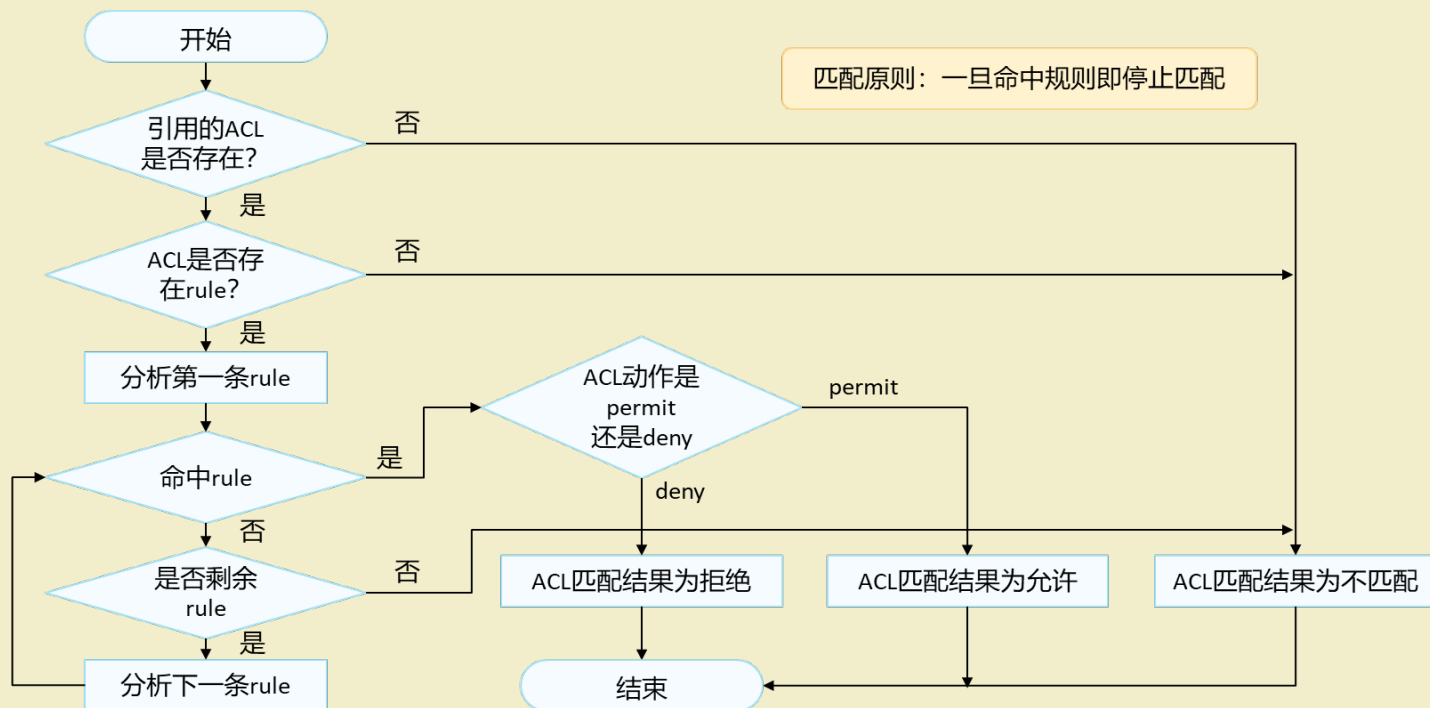 开始
匹配原则：一旦命中规则即停止匹配
引用的ACL
是否存在？
否
是
ACL是否存
在rule？
否
是
分析第一条rule
ACL动作是
permit
还是deny
permit
deny
命中rule
是
否
是否剩余
rule
否
是
ACL匹配结果为拒绝
ACL匹配结果为允许
ACL匹配结果为不匹配
分析下一条rule
结束